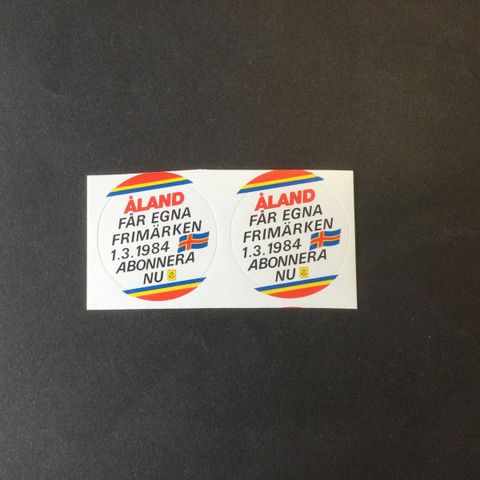 ÅLAND
FÅR EGNA
FRIMÄRKEN
1.3.1984
ABONNERA
NU
ÅLAND
FÅR EGNA
FRIMÄRKEN
1.3.1984
ABONNERA
NU